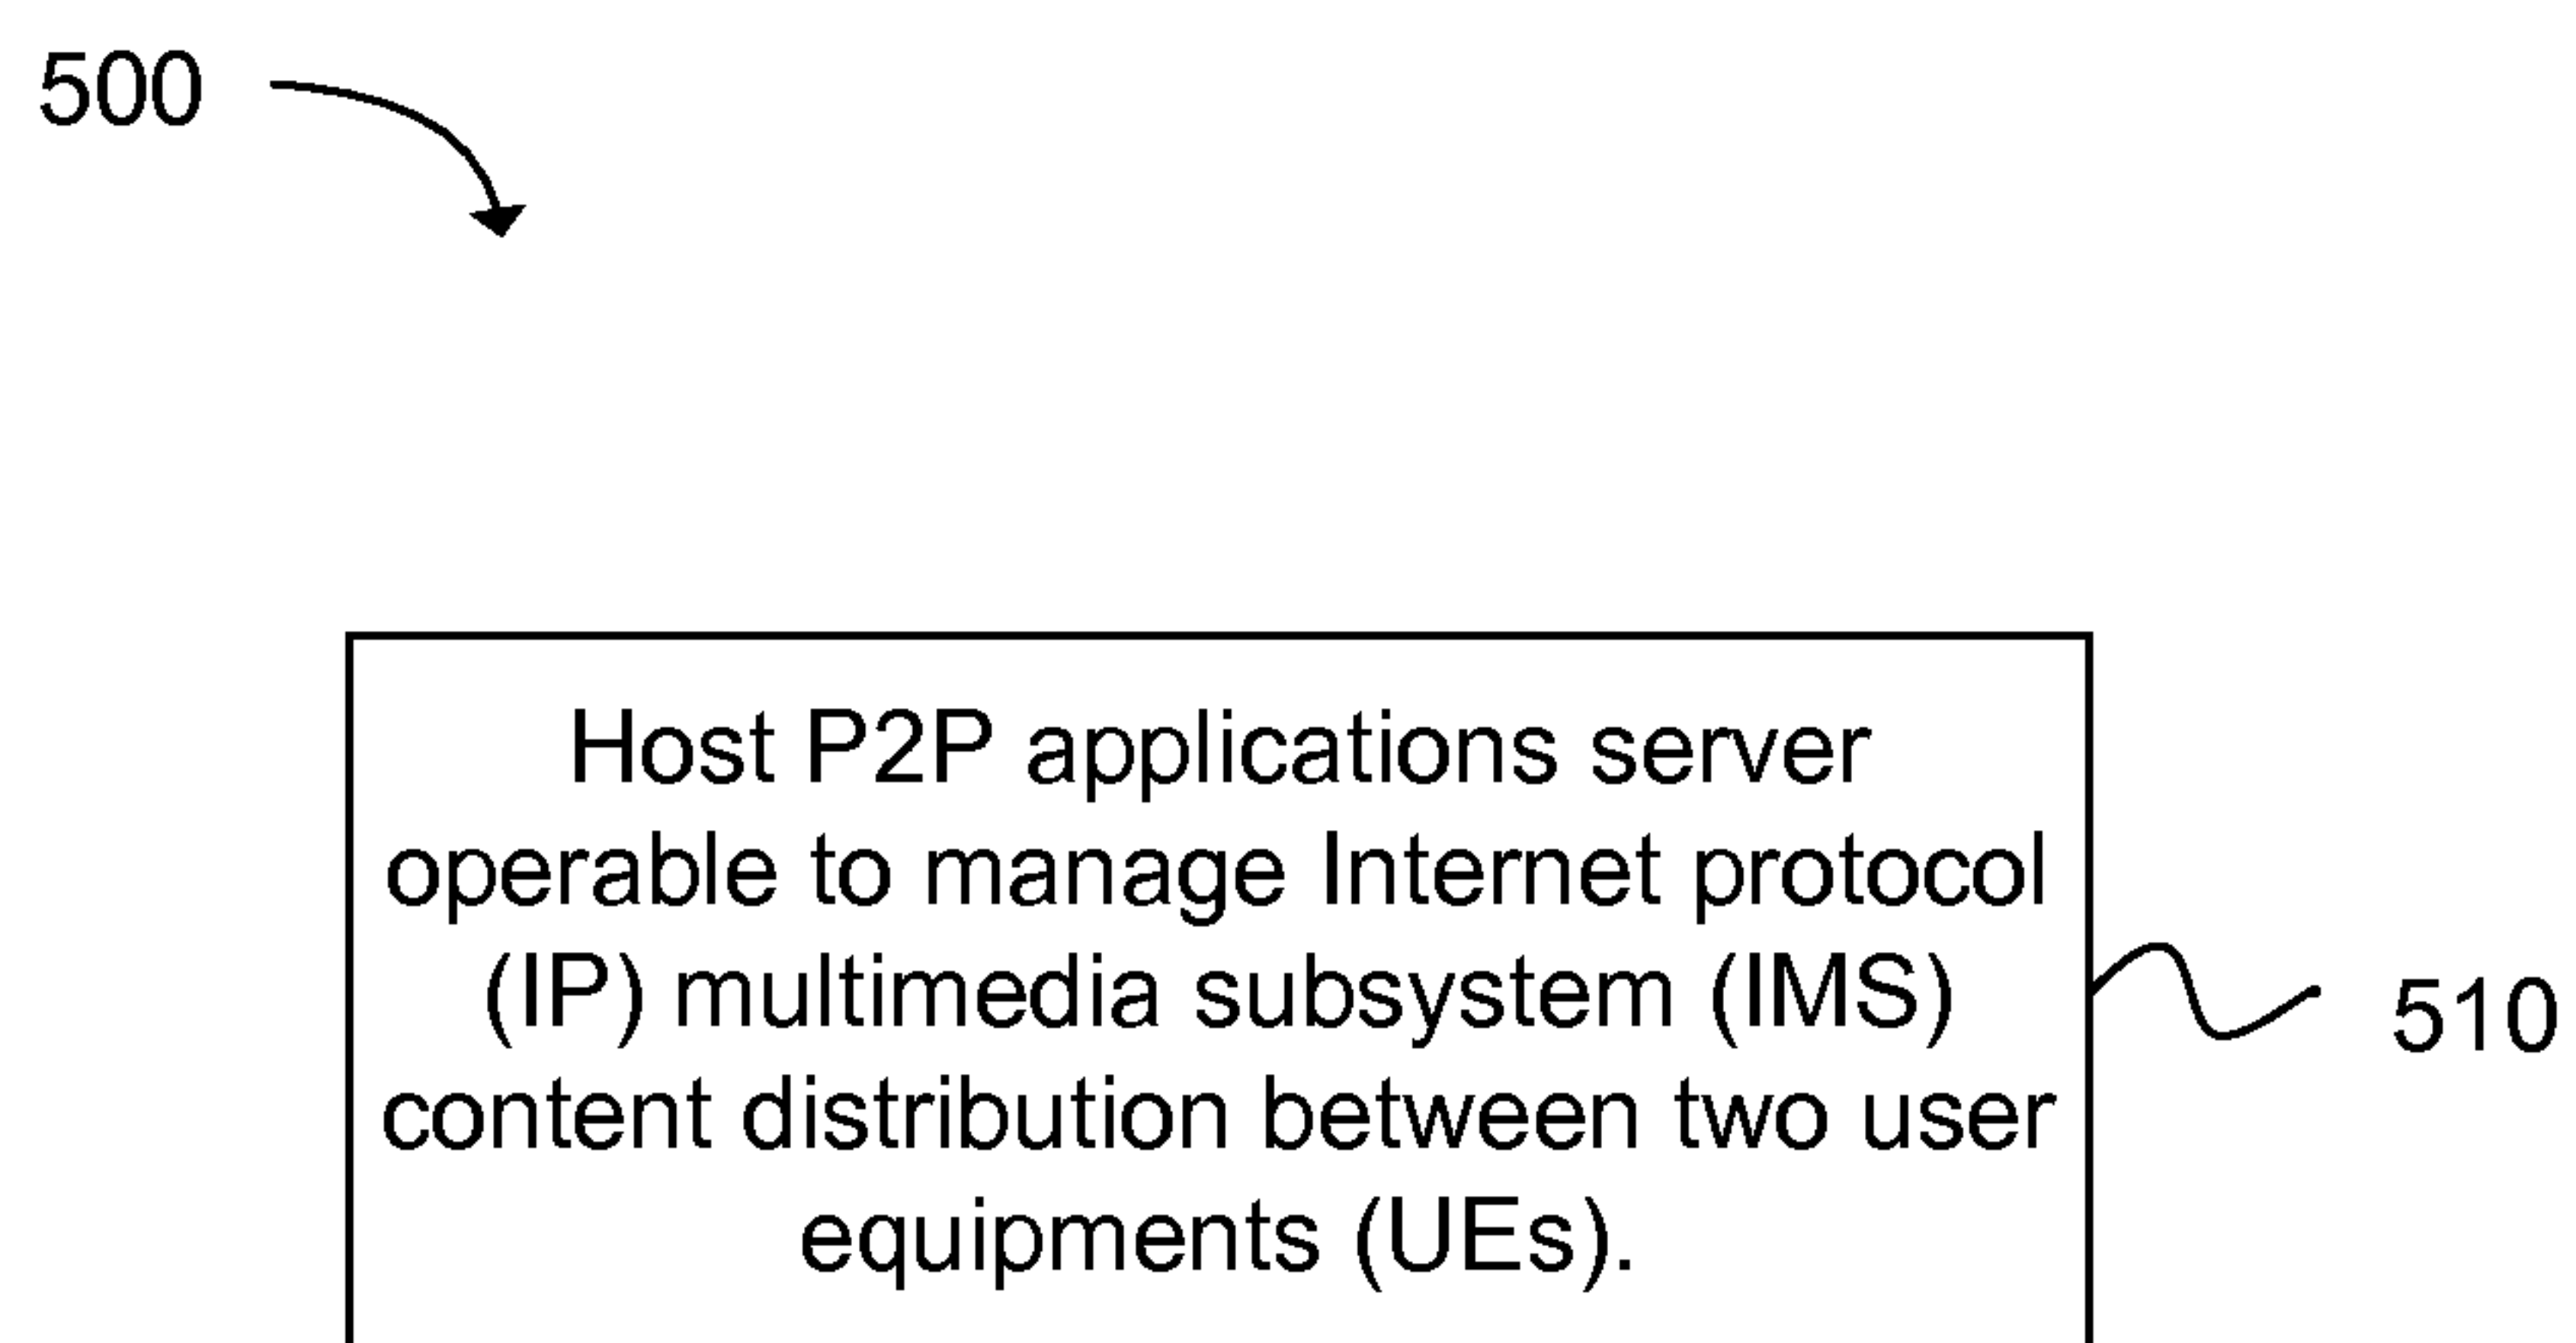 500
Host P2P applications server
operable to manage Internet protocol
(IP) multimedia subsystem (IMS)
510
content distribution between two user
equipments (UEs).